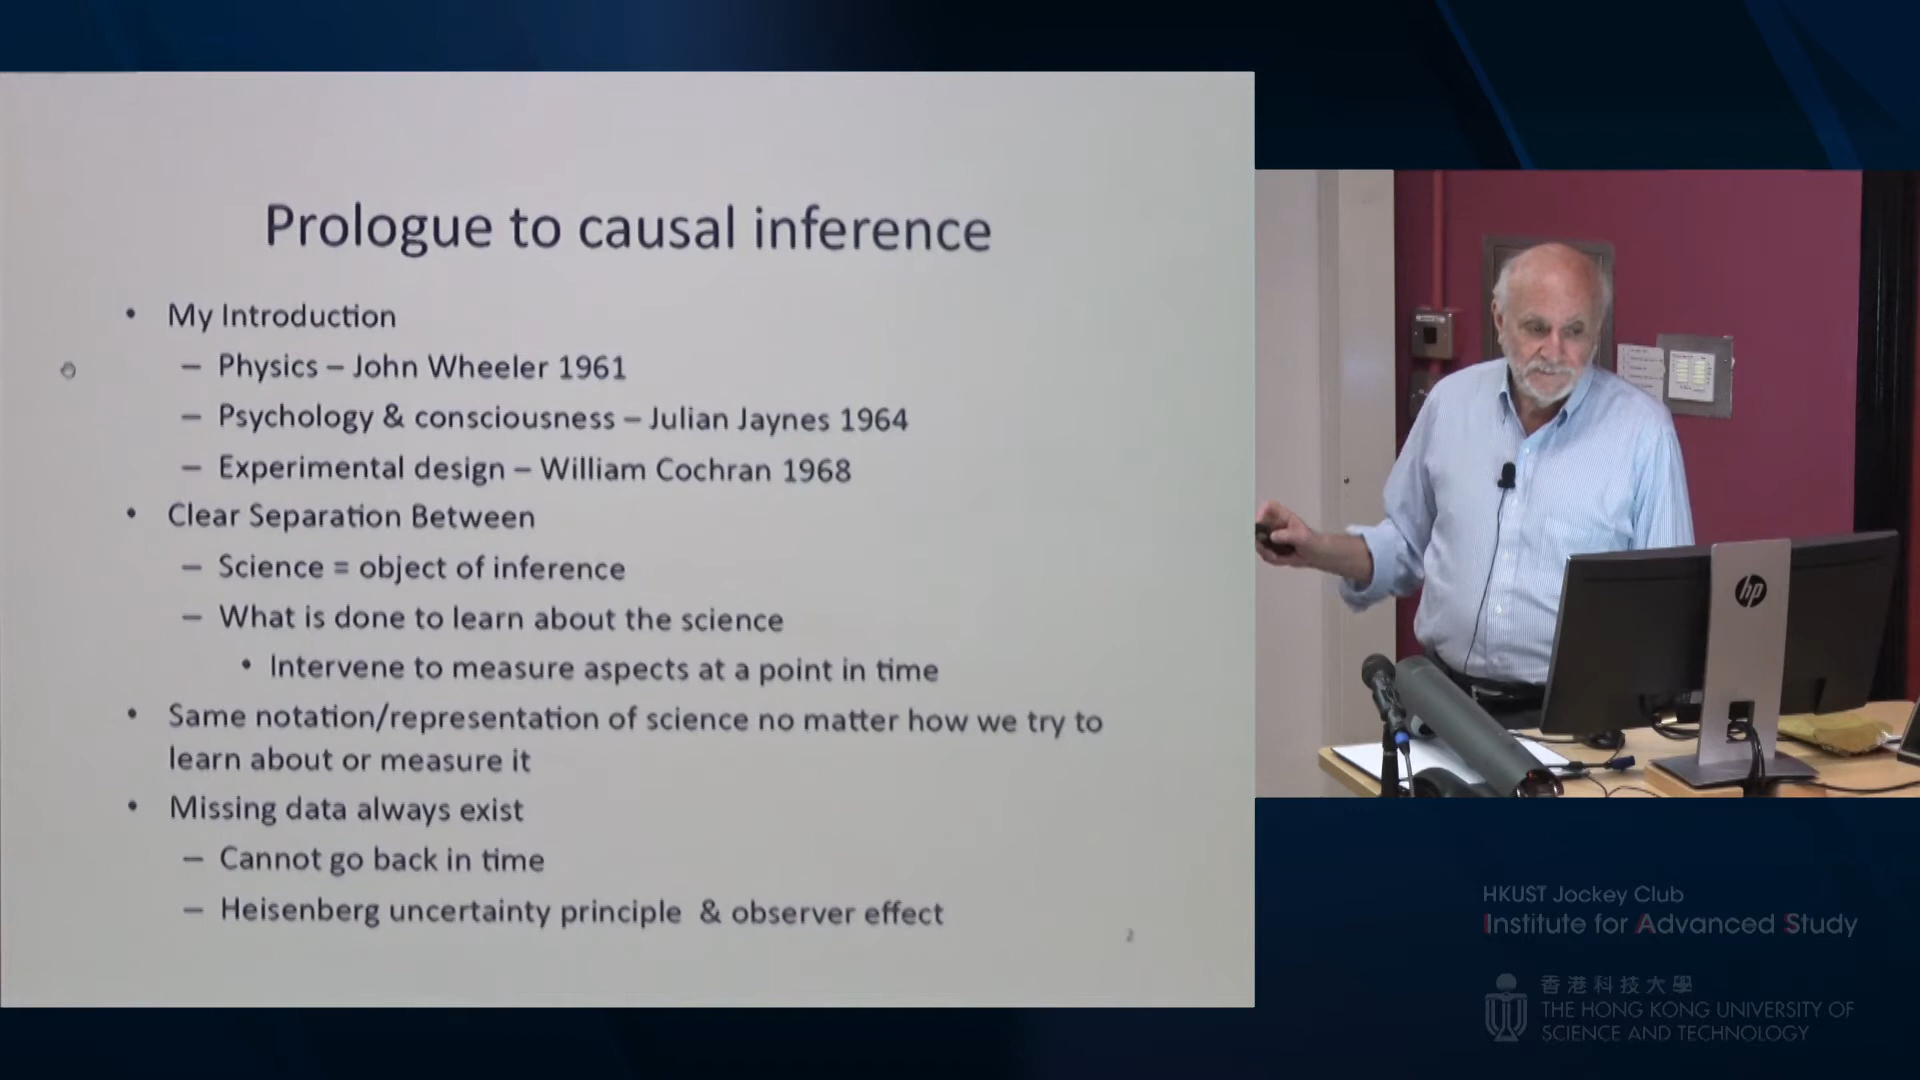 Prologue to causal inference
• My Introduction
– Physics – John Wheeler 1961
– Psychology & consciousness – Julian Jaynes 1964
– Experimental design – William Cochran 1968
• Clear Separation Between
– Science = object of inference
– What is done to learn about the science
• Intervene to measure aspects at a point in time
• Same notation/representation of science no matter how we try to
learn about or measure it
• Missing data always exist
– Cannot go back in time
– Heisenberg uncertainty principle & observer effect
2
hp
HKUST Jockey Club
Institute for Advanced Study
香港科技大學
THE HONG KONG UNIVERSITY OF
SCIENCE AND TECHNOLOGY